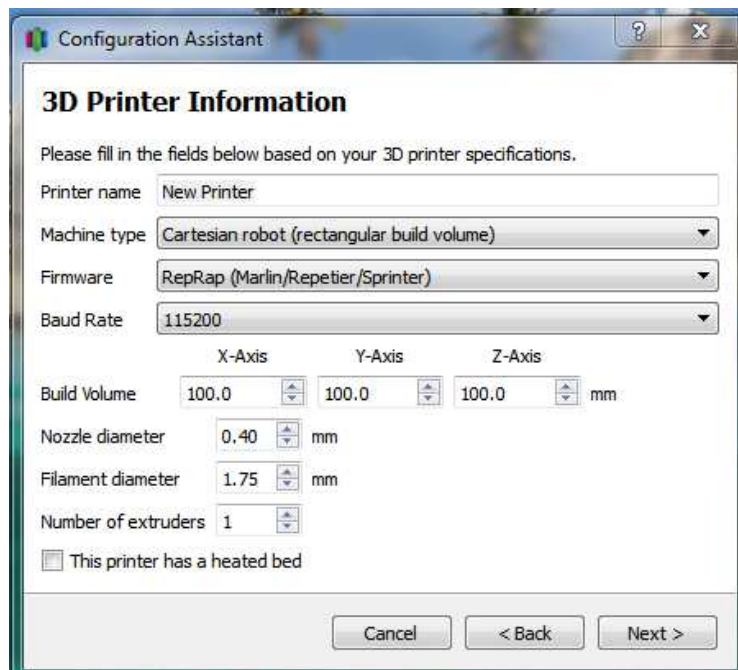 Configuration Assistant
3D Printer Information
Please fill in the fields below based on your 3D printer specifications.
Printer name New Printer
Machine type Cartesian robot (rectangular build volume)
Firmware RepRap (Marlin/Repetier/Sprinter)
Baud Rate 115200
X-Axis Y-Axis Z-Axis
Build Volume 100.0 100.0 100.0 mm
Nozzle diameter 0.40 mm
Filament diameter 1.75 mm
Number of extruders 1
This printer has a heated bed
Cancel < Back Next >